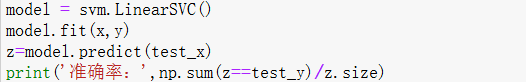 model = svm.LinearSVC()
model.fit(x,y)
z=model.predict(test_x)
print('准确率：',np.sum(z==test_y)/z.size)